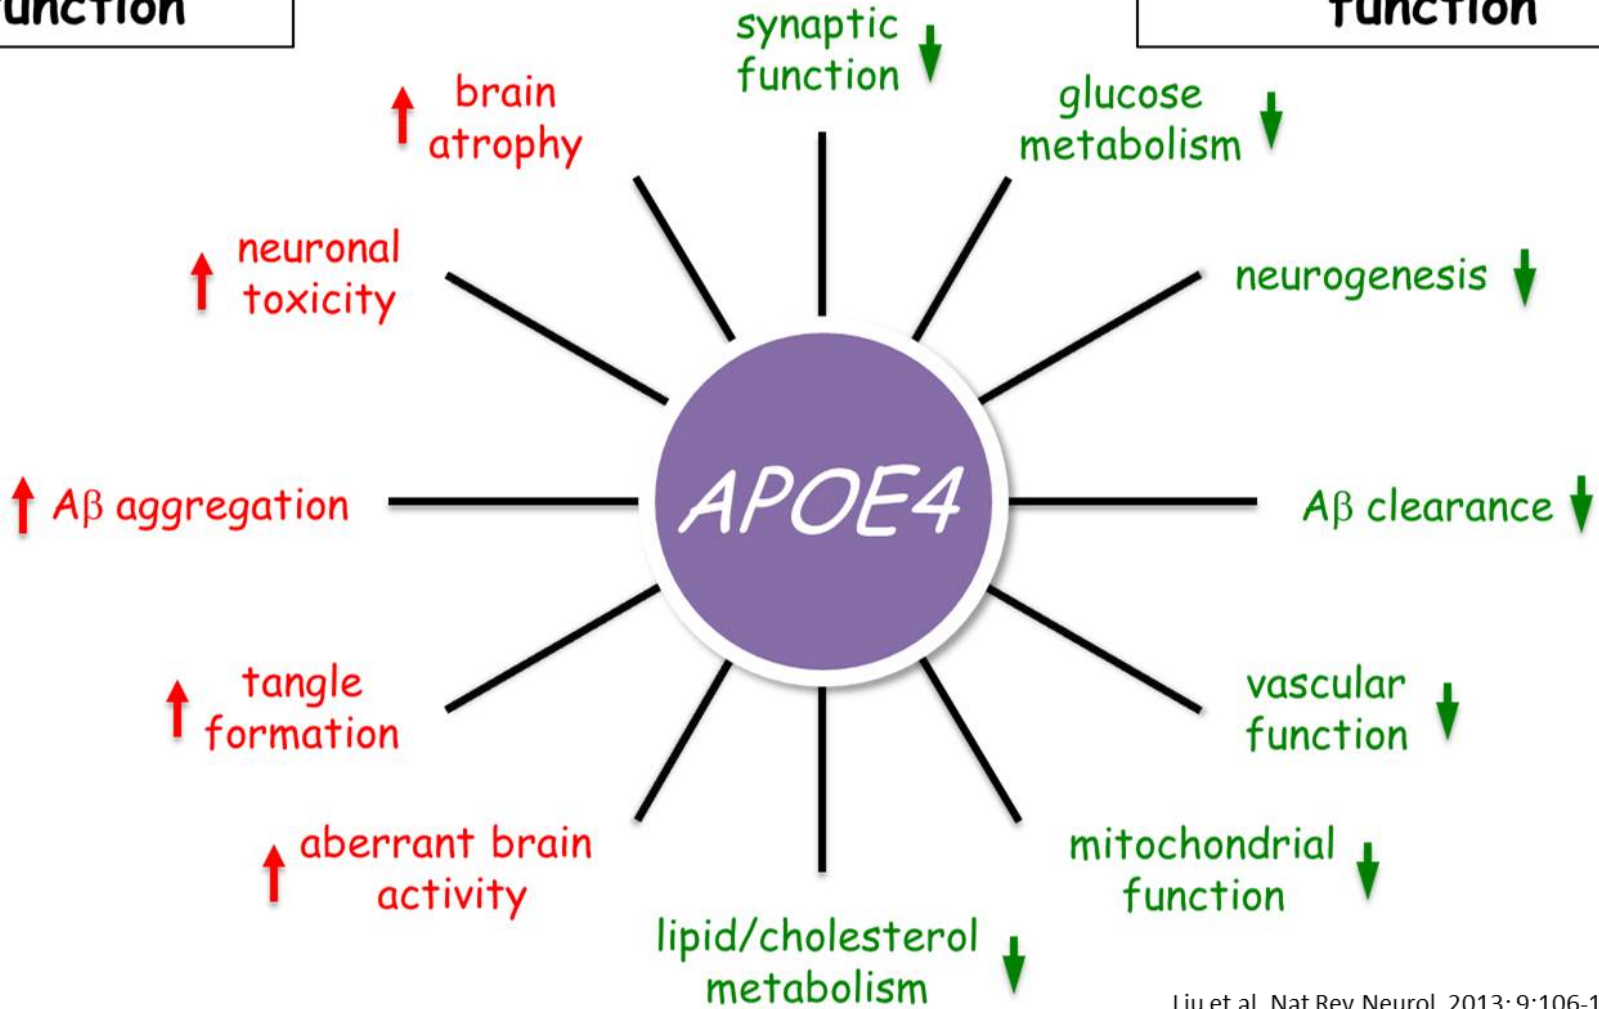 function
synaptic
function
brain
atrophy
glucose
metabolism
neuronal
toxicity
neurogenesis
Aβ aggregation
APOE4
Aβ clearance
tangle
formation
vascular
function
aberrant brain
activity
mitochondrial
function
lipid/cholesterol
metabolism
Liu et al. Nat Rev Neurol. 2013; 9:106-1